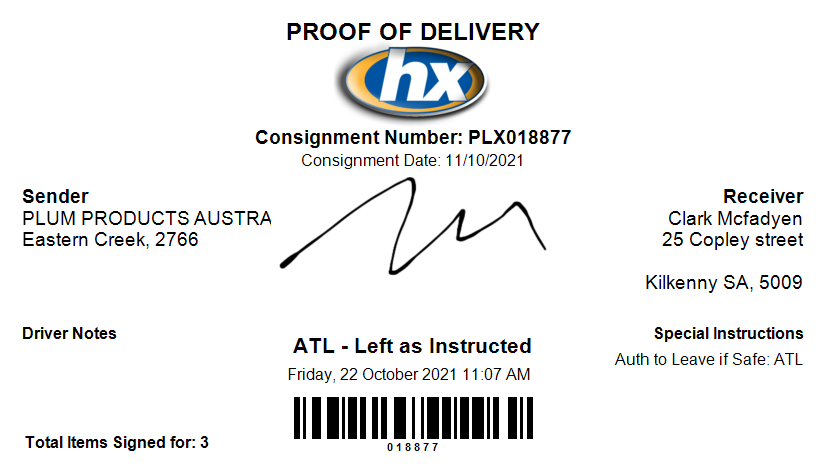 PROOF OF DELIVERY
hx
Consignment Number: PLX018877
Consignment Date: 11/10/2021
Sender
PLUM PRODUCTS AUSTRA
Eastern Creek, 2766
Receiver
Clark Mcfadyen
25 Copley street
Kilkenny SA, 5009
Driver Notes
ATL - Left as Instructed
Friday, 22 October 2021 11:07 AM
Special Instructions
Auth to Leave if Safe: ATL
Total Items Signed for: 3
018877